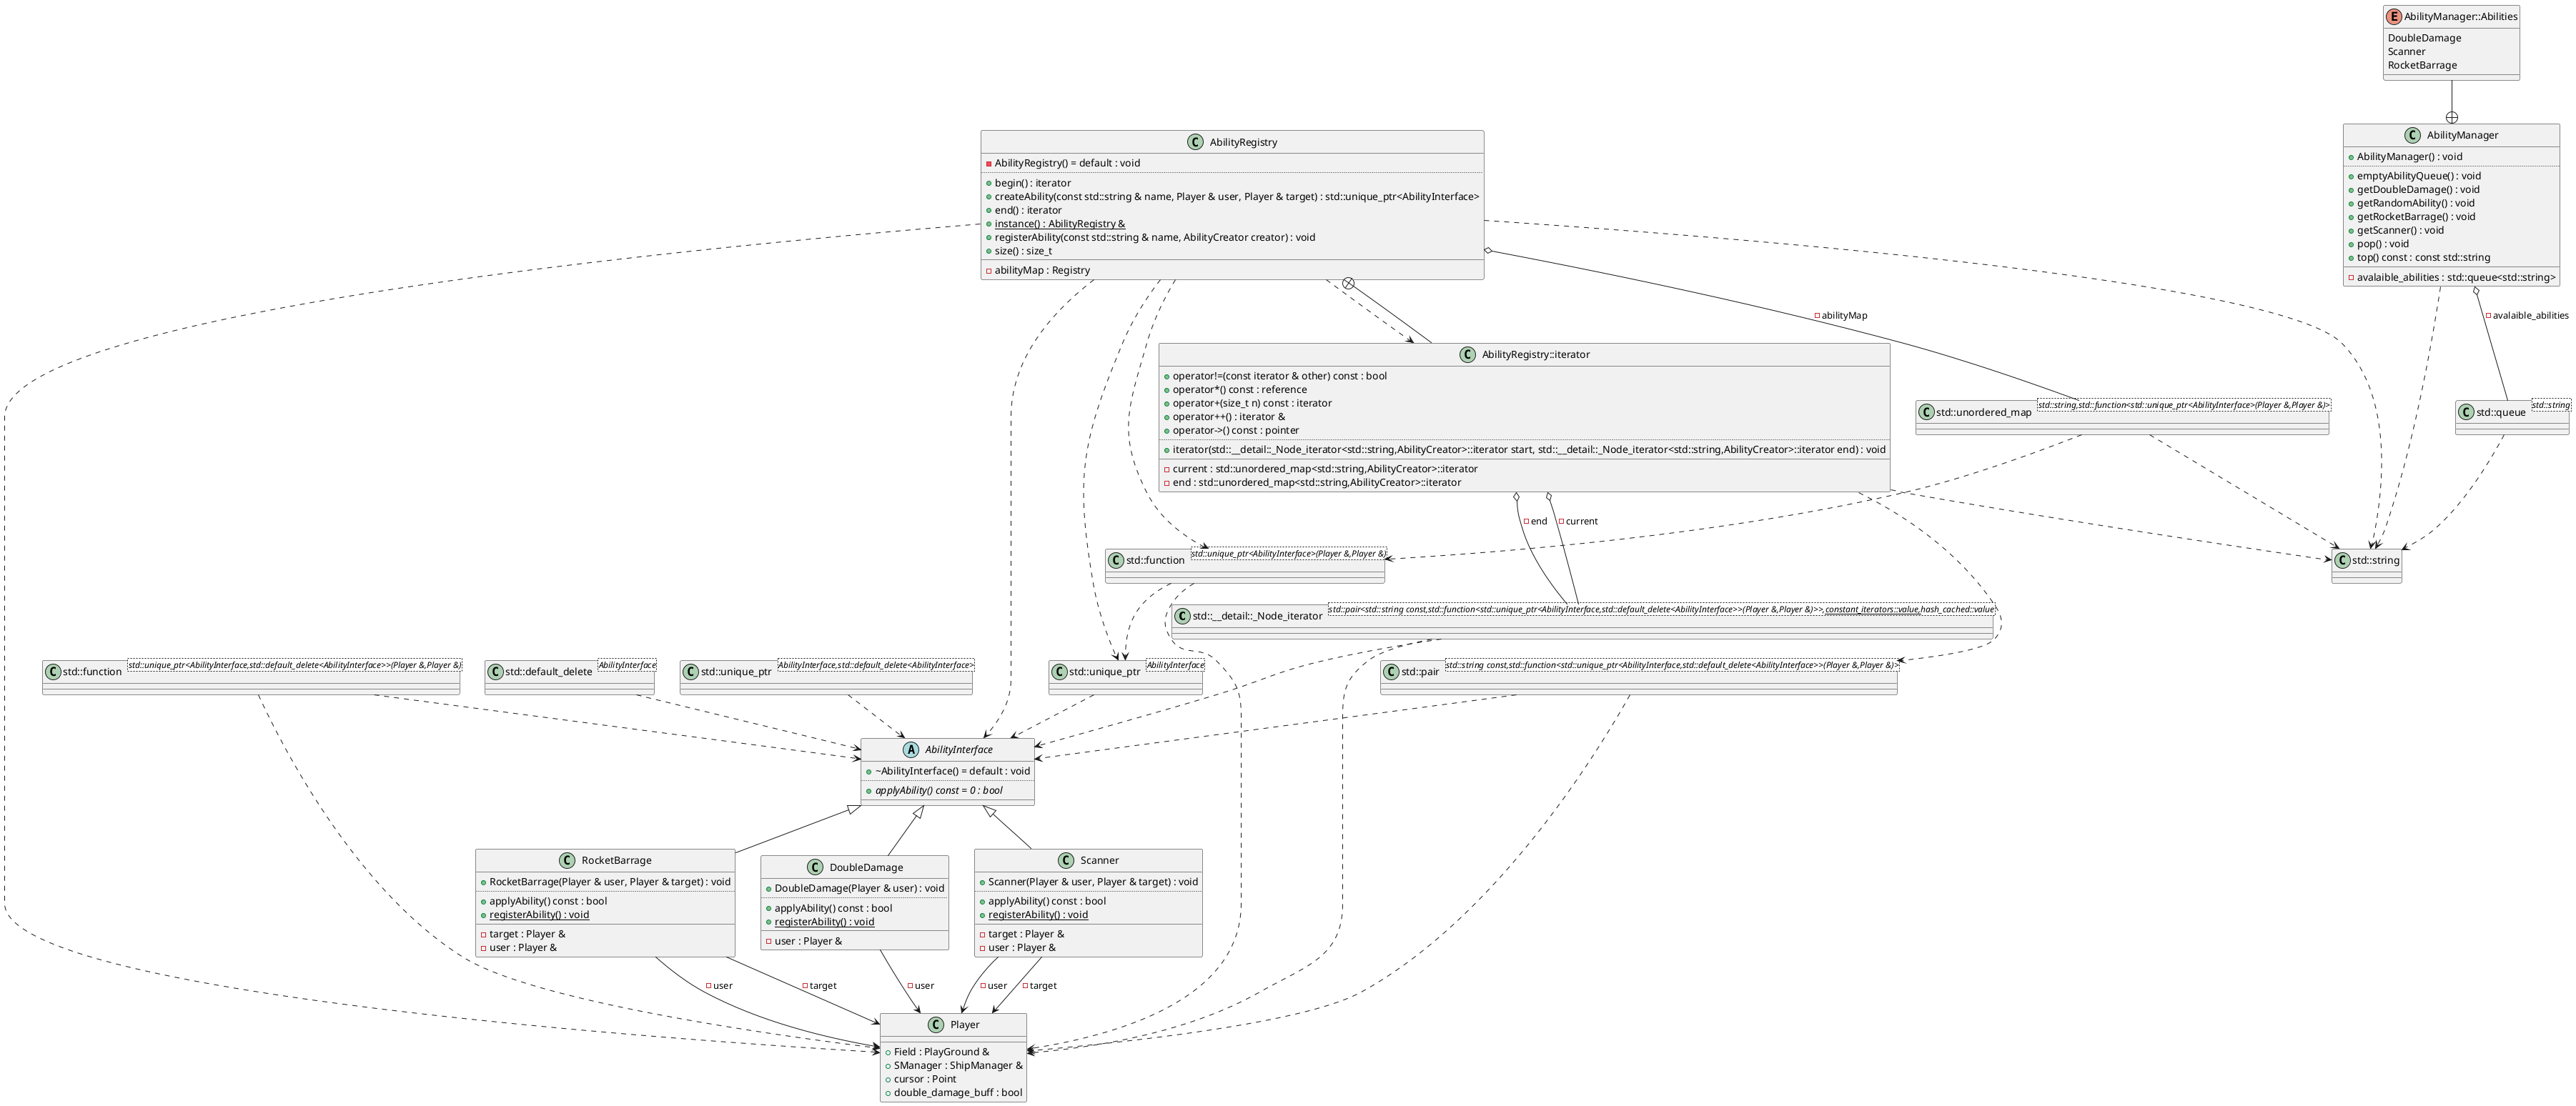 AbilityManager::Abilities
DoubleDamage
Scanner
RocketBarrage
AbilityRegistry
AbilityRegistry() = default : void
begin() : iterator
createAbility(const std::string & name, Player & user, Player & target) : std::unique_ptr<AbilityInterface>
end() : iterator
instance() : AbilityRegistry &
registerAbility(const std::string & name, AbilityCreator creator) : void
size() : size_t
abilityMap : Registry
AbilityManager
AbilityManager() : void
emptyAbilityQueue() : void
getDoubleDamage() : void
getRandomAbility() : void
getRocketBarrage() : void
getScanner() : void
pop() : void
top() const : const std::string
avalaible_abilities : std::queue<std::string>
abilityMap
avalaible_abilities
AbilityRegistry::iterator
operator!=(const iterator & other) const : bool
operator*() const : reference
operator+(size_t n) const : iterator
operator++() : iterator &
operator->() const : pointer
iterator(std::__detail::_Node_iterator<std::string,AbilityCreator>::iterator start, std::__detail::_Node_iterator<std::string,AbilityCreator>::iterator end) : void
current : std::unordered_map<std::string,AbilityCreator>::iterator
end : std::unordered_map<std::string,AbilityCreator>::iterator
std::unordered_map
std::string,std::function<std::unique_ptr<AbilityInterface>(Player &,Player &)>
std::queue
std::string
end
current
std::function
std::unique_ptr<AbilityInterface>(Player &,Player &)
std::string
std::__detail::_Node_iterator
std::pair<std::string const,std::function<std::unique_ptr<AbilityInterface,std::default_delete<AbilityInterface>>(Player &,Player &)>>,constant_iterators::value,hash_cached::value
std::function
std::unique_ptr<AbilityInterface,std::default_delete<AbilityInterface>>(Player &,Player &)
std::default_delete
AbilityInterface
std::unique_ptr
AbilityInterface,std::default_delete<AbilityInterface>
std::unique_ptr
AbilityInterface
std::pair
std::string const,std::function<std::unique_ptr<AbilityInterface,std::default_delete<AbilityInterface>>(Player &,Player &)>
AbilityInterface
~AbilityInterface() = default : void
applyAbility() const = 0 : bool
RocketBarrage
RocketBarrage(Player & user, Player & target) : void
applyAbility() const : bool
registerAbility() : void
target : Player &
user : Player &
DoubleDamage
DoubleDamage(Player & user) : void
applyAbility() const : bool
registerAbility() : void
user : Player &
Scanner
Scanner(Player & user, Player & target) : void
applyAbility() const : bool
registerAbility() : void
target : Player &
user : Player &
user
target
user
user
target
Player
Field : PlayGround &
SManager : ShipManager &
cursor : Point
double_damage_buff : bool